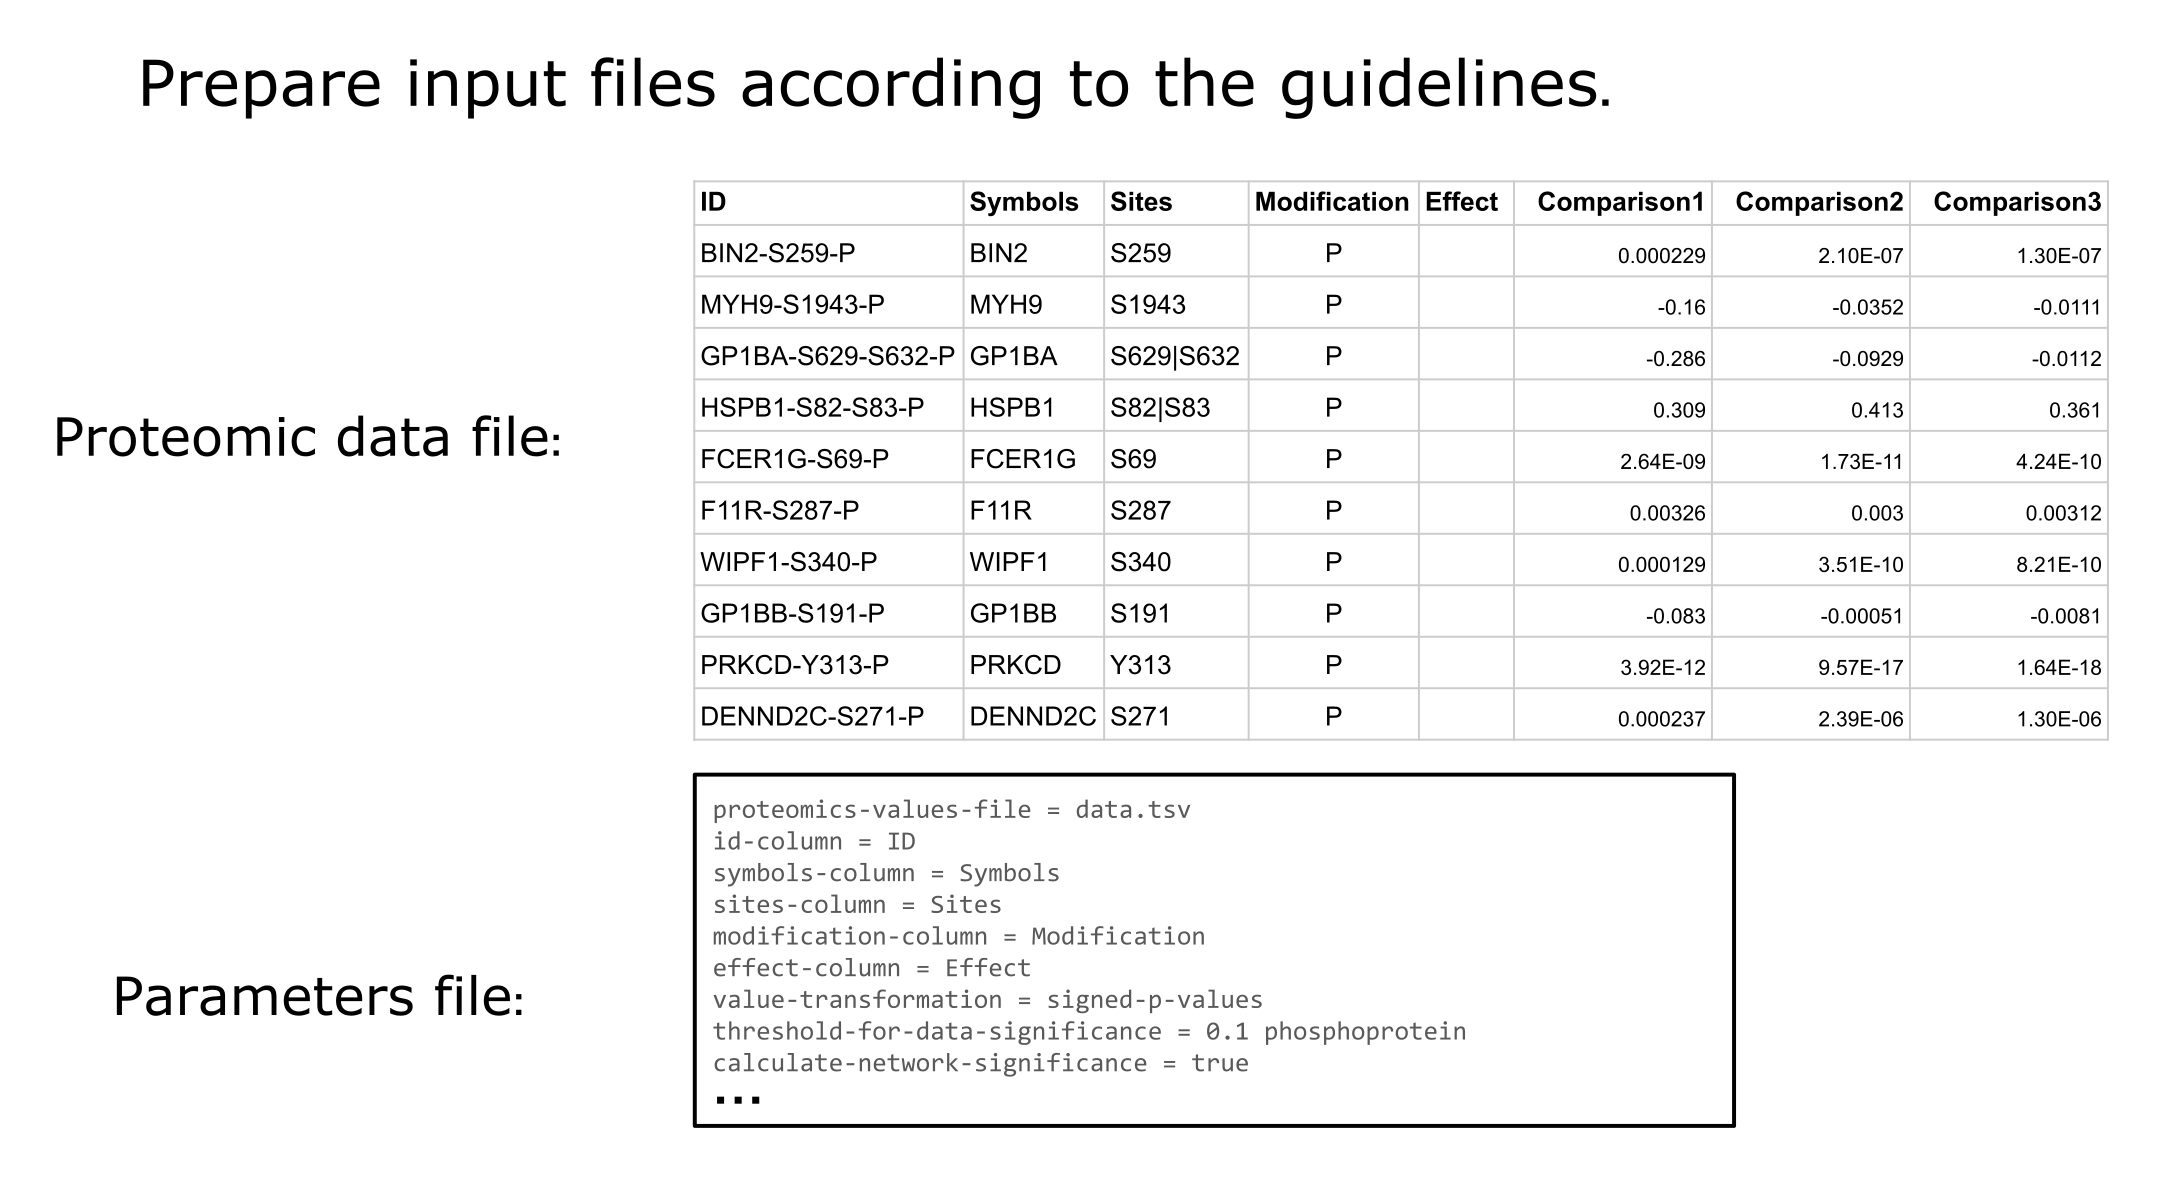 Prepare input files according to the guidelines.
ID Symbols Sites Modification Effect Comparison1 Comparison2 Comparison3
BIN2-S259-P BIN2 S259 P 0.000229 2.10E-07 1.30E-07
MYH9-S1943-P MYH9 S1943 P -0.16 -0.0352 -0.0111
GP1BA-S629-S632-P GP1BA S629|S632 P -0.286 -0.0929 -0.0112
HSPB1-S82-S83-P HSPB1 S82|S83 P 0.309 0.413 0.361
Proteomic data file:
FCER1G-S69-P FCER1G S69 P 2.64E-09 1.73E-11 4.24E-10
F11R-S287-P F11R S287 P 0.00326 0.003 0.00312
WIPF1-S340-P WIPF1 S340 P 0.000129 3.51E-10 8.21E-10
GP1BB-S191-P GP1BB S191 P -0.083 -0.00051 -0.0081
PRKCD-Y313-P PRKCD Y313 P 3.92E-12 9.57E-17 1.64E-18
DENND2C-S271-P DENND2C S271 P 0.000237 2.39E-06 1.30E-06
Parameters file:
proteomics-values-file = data.tsv
id-column = ID
symbols-column = Symbols
sites-column = Sites
modification-column = Modification
effect-column = Effect
value-transformation = signed-p-values
threshold-for-data-significance = 0.1 phosphoprotein
calculate-network-significance = true
...